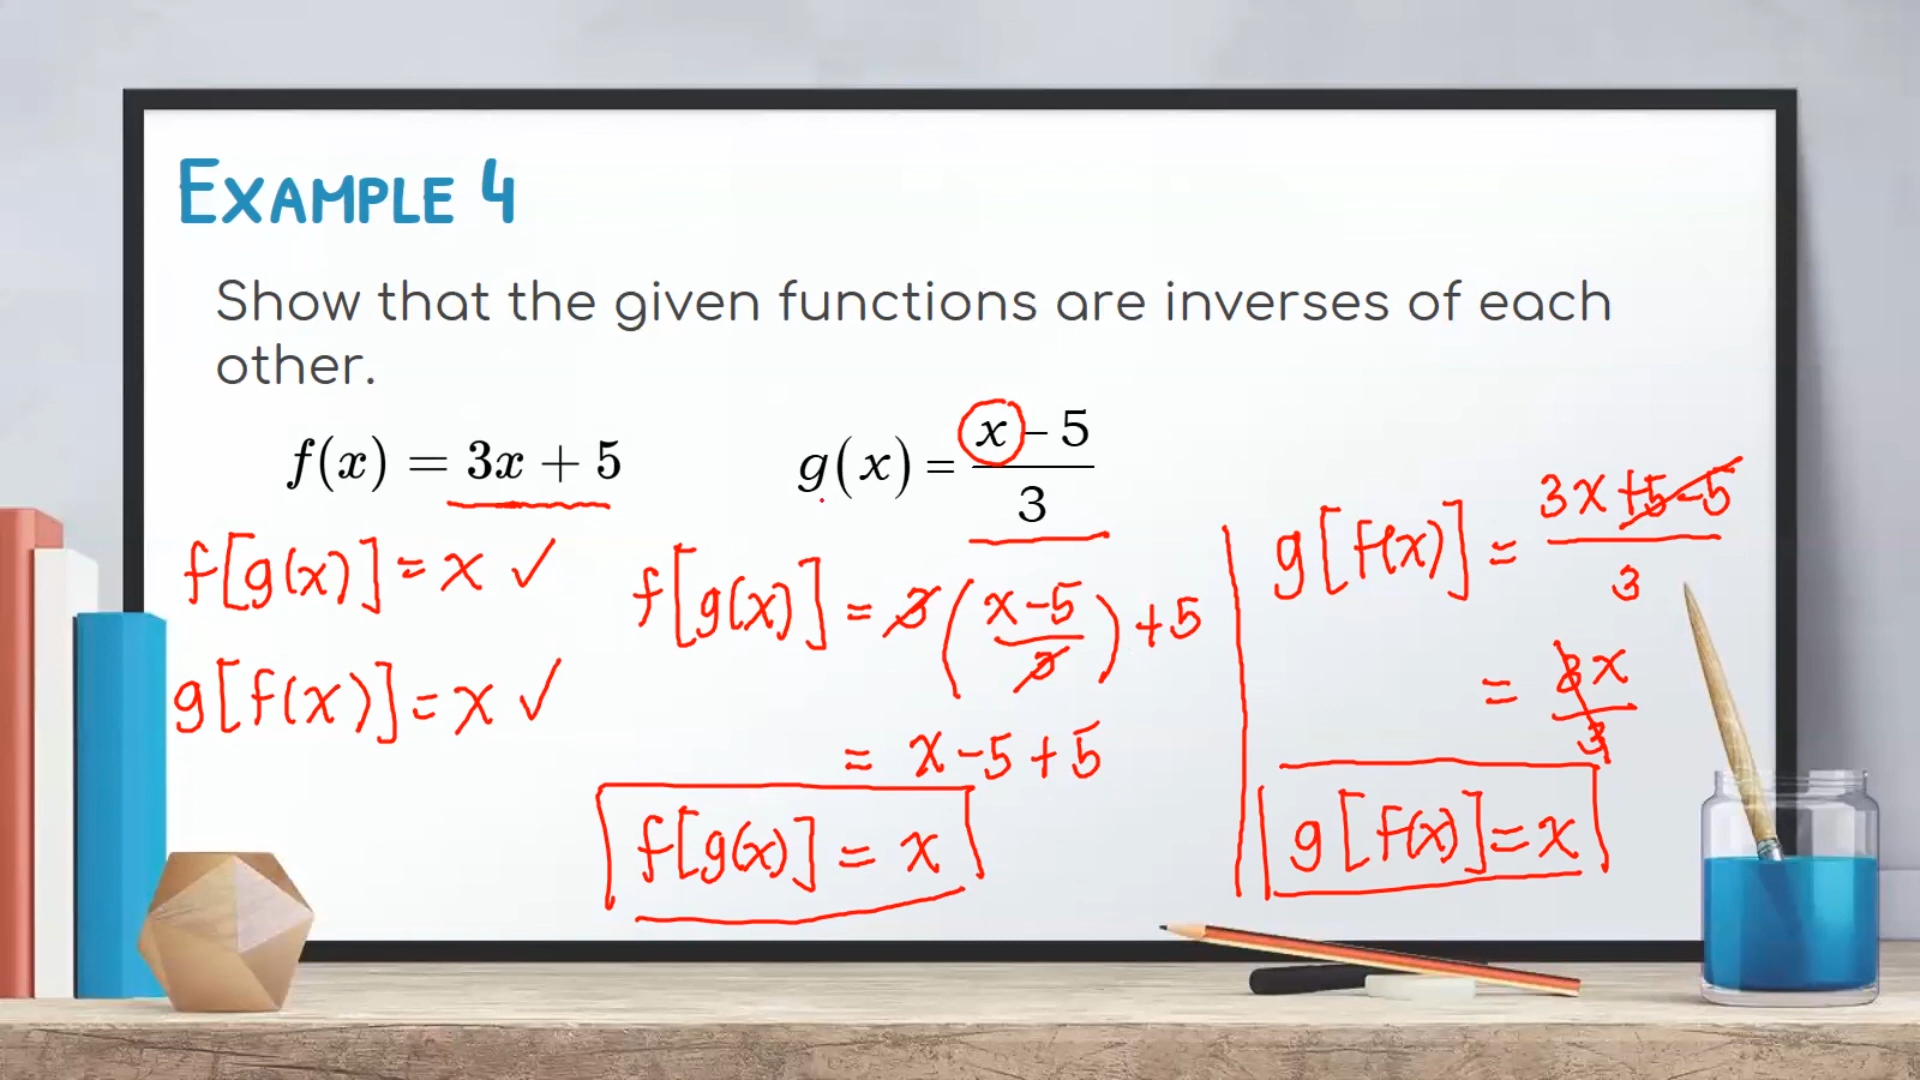 EXAMPLE 4
Show that the given functions are inverses of each
other.
f(x) = 3x + 5
g(x) = (x - 5)/3
f[g(x)] = x ✓
g[f(x)] = x ✓
f[g(x)] = 3((x-5)/3) + 5
= x - 5 + 5
f[g(x)] = x
g[f(x)] = (3x+5-5)/3
= 3x/3
g[f(x)] = x